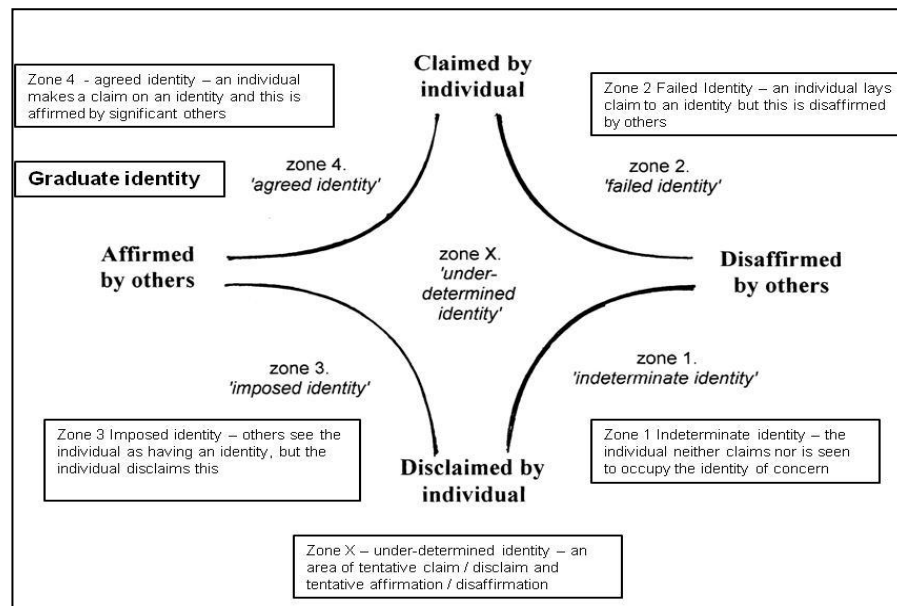 Claimed by
individual
Zone 4 - agreed identity – an individual
makes a claim on an identity and this is
affirmed by significant others
Zone 2 Failed Identity – an individual lays
claim to an identity but this is disaffirmed
by others
zone 4.
'agreed identity'
zone 2.
'failed identity'
Graduate identity
Affirmed
by others
zone X.
'under-
determined
identity'
Disaffirmed
by others
zone 3.
'imposed identity'
zone 1.
'indeterminate identity'
Zone 3 Imposed identity – others see the
individual as having an identity, but the
individual disclaims this
Disclaimed by
individual
Zone 1 Indeterminate identity – the
individual neither claims nor is seen
to occupy the identity of concern
Zone X – under-determined identity – an
area of tentative claim / disclaim and
tentative affirmation / disaffirmation